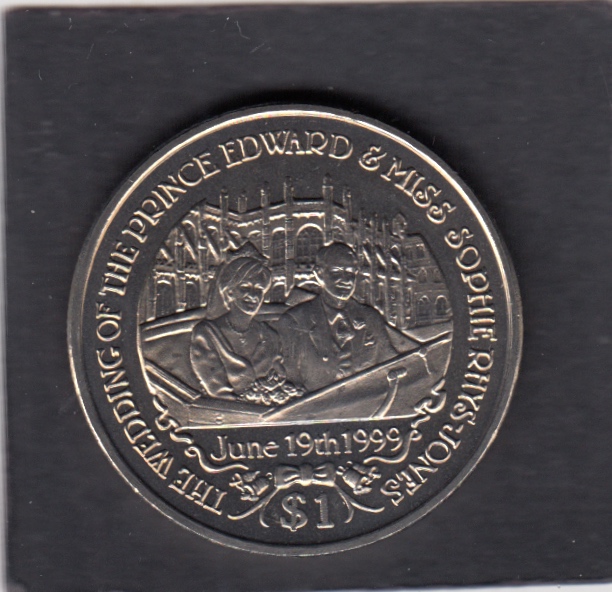 THE WEDDING OF THE PRINCE EDWARD & MISS SOPHIE RHYS-JONES
June 19th 1999
$1